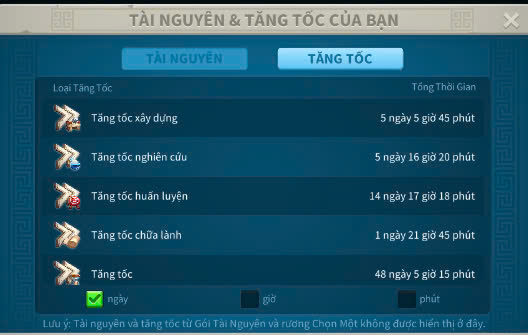 TÀI NGUYÊN & TĂNG TỐC CỦA BẠN
TÀI NGUYÊN
TĂNG TỐC
Loại Tăng Tốc Tổng Thời Gian
Tăng tốc xây dựng 5 ngày 5 giờ 45 phút
Tăng tốc nghiên cứu 5 ngày 16 giờ 20 phút
Tăng tốc huấn luyện 14 ngày 17 giờ 18 phút
Tăng tốc chữa lành 1 ngày 21 giờ 45 phút
Tăng tốc 48 ngày 5 giờ 15 phút
ngày giờ phút
Lưu ý: Tài nguyên và tăng tốc từ Gói Tài Nguyên và rương Chọn Một không được hiển thị ở đây.